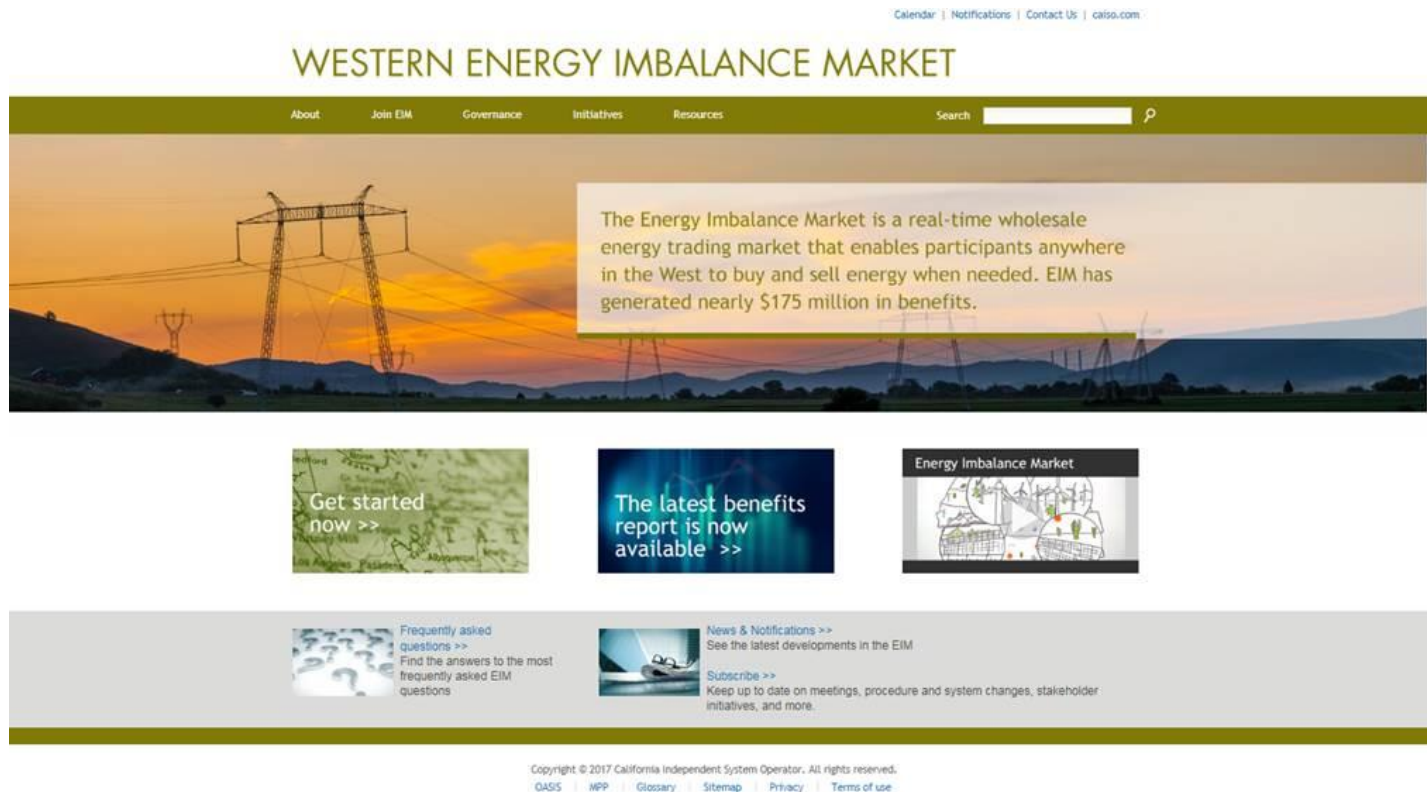 Calendar | Notifications | Contact Us | caiso.com
WESTERN ENERGY IMBALANCE MARKET
About Join EIM Governance Initiatives Resources Search
The Energy Imbalance Market is a real-time wholesale
energy trading market that enables participants anywhere
in the West to buy and sell energy when needed. EIM has
generated nearly $175 million in benefits.
Get started
now >>
Los Angeles Pasadena
The latest benefits
report is now
available >>
Energy Imbalance Market
Frequently asked
questions >>
Find the answers to the most
frequently asked EIM
questions
News & Notifications >>
See the latest developments in the EIM
Subscribe >>
Keep up to date on meetings, procedure and system changes, stakeholder
initiatives, and more.
Copyright © 2017 California Independent System Operator. All rights reserved.
OASIS | MPP | Glossary | Sitemap | Privacy | Terms of use